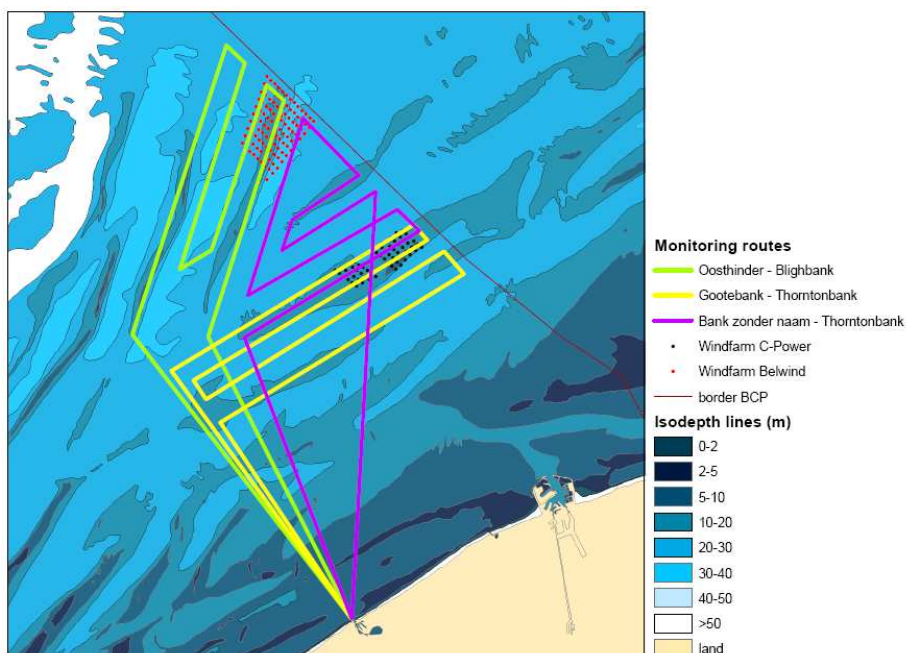 Monitoring routes
Oosthinder - Blighbank
Gootebank - Thorntonbank
Bank zonder naam - Thorntonbank
Windfarm C-Power
Windfarm Belwind
border BCP
Isodepth lines (m)
0-2
2-5
5-10
10-20
20-30
30-40
40-50
>50
land